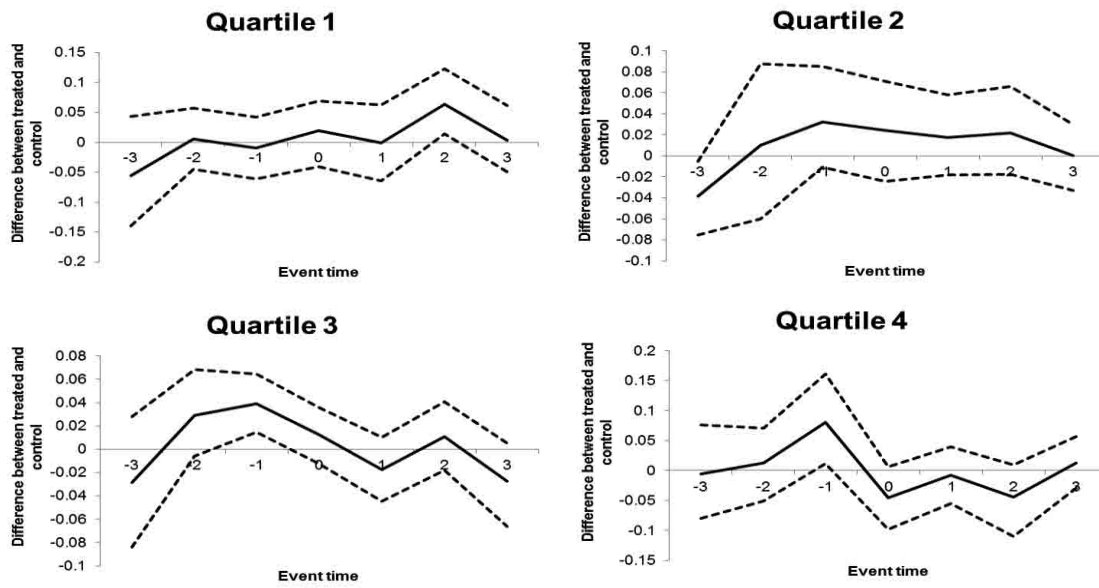 Quartile 1
Difference between treated and
control
0.15
0.1
0.05
0
-0.05
-0.1
-0.15
-0.2
-3 -2 -1 0 1 2 3
Event time
Quartile 2
Difference between treated and
control
0.1
0.08
0.06
0.04
0.02
0
-0.02
-0.04
-0.06
-0.08
-0.1
-3 -2 -1 0 1 2 3
Event time
Quartile 3
Difference between treated and
control
0.08
0.06
0.04
0.02
0
-0.02
-0.04
-0.06
-0.08
-0.1
-3 -2 -1 0 1 2 3
Event time
Quartile 4
Difference between treated and
control
0.2
0.15
0.1
0.05
0
-0.05
-0.1
-0.15
-3 -2 -1 0 1 2 3
Event time